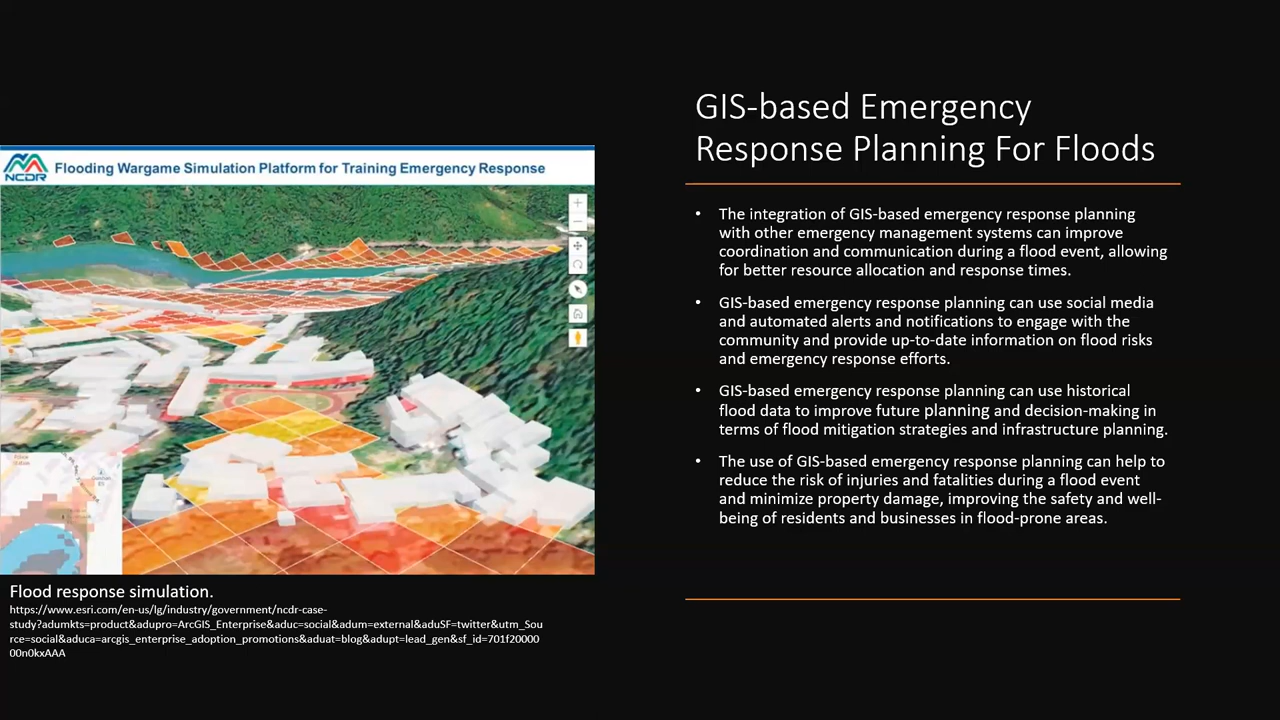 GIS-based Emergency
Response Planning For Floods
NCDR
Flooding Wargame Simulation Platform for Training Emergency Response
• The integration of GIS-based emergency response planning
with other emergency management systems can improve
coordination and communication during a flood event, allowing
for better resource allocation and response times.
• GIS-based emergency response planning can use social media
and automated alerts and notifications to engage with the
community and provide up-to-date information on flood risks
and emergency response efforts.
• GIS-based emergency response planning can use historical
flood data to improve future planning and decision-making in
terms of flood mitigation strategies and infrastructure planning.
• The use of GIS-based emergency response planning can help to
reduce the risk of injuries and fatalities during a flood event
and minimize property damage, improving the safety and well-
being of residents and businesses in flood-prone areas.
Flood response simulation.
https://www.esri.com/en-us/lg/industry/government/ncdr-case-
study?adumkts=product&adupro=ArcGIS_Enterprise&aduc=social&adum=external&aduSF=twitter&utm_Sou
rce=social&aduca=arcgis_enterprise_adoption_promotions&aduat=blog&adupt=lead_gen&sf_id=701f20000
00n0kxAAA